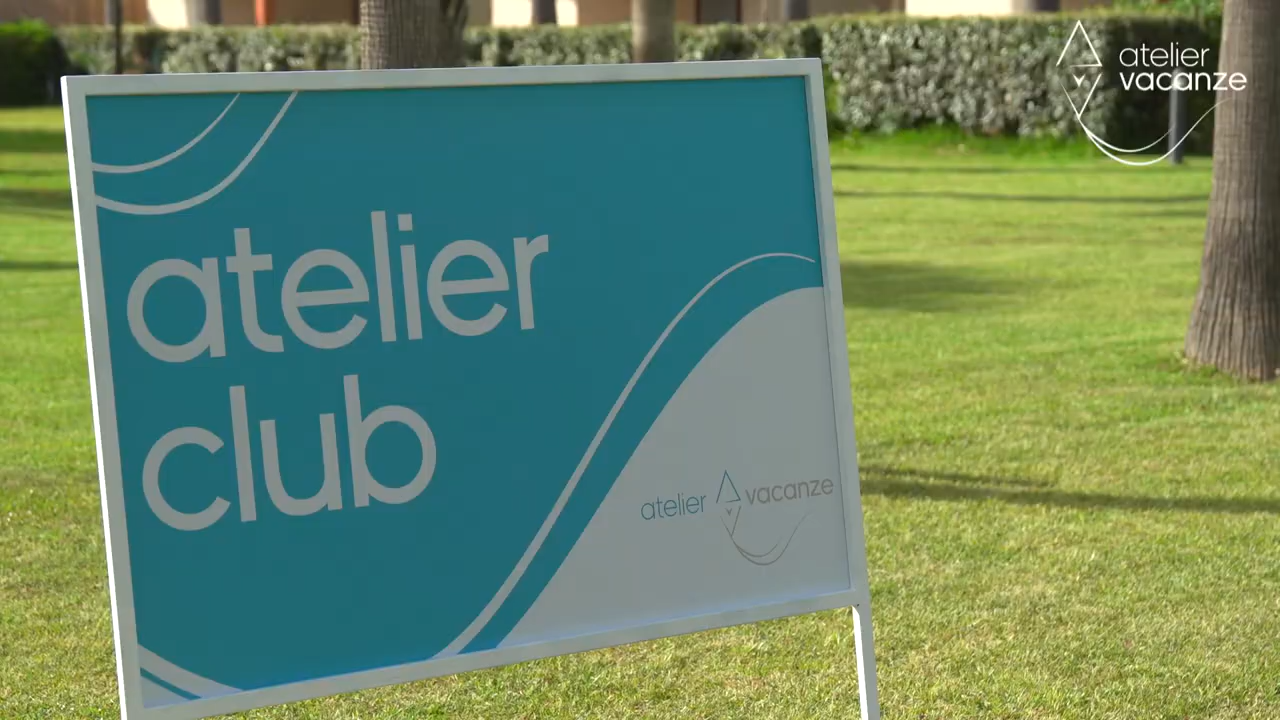 atelier
vacanze
atelier
club
atelier vacanze